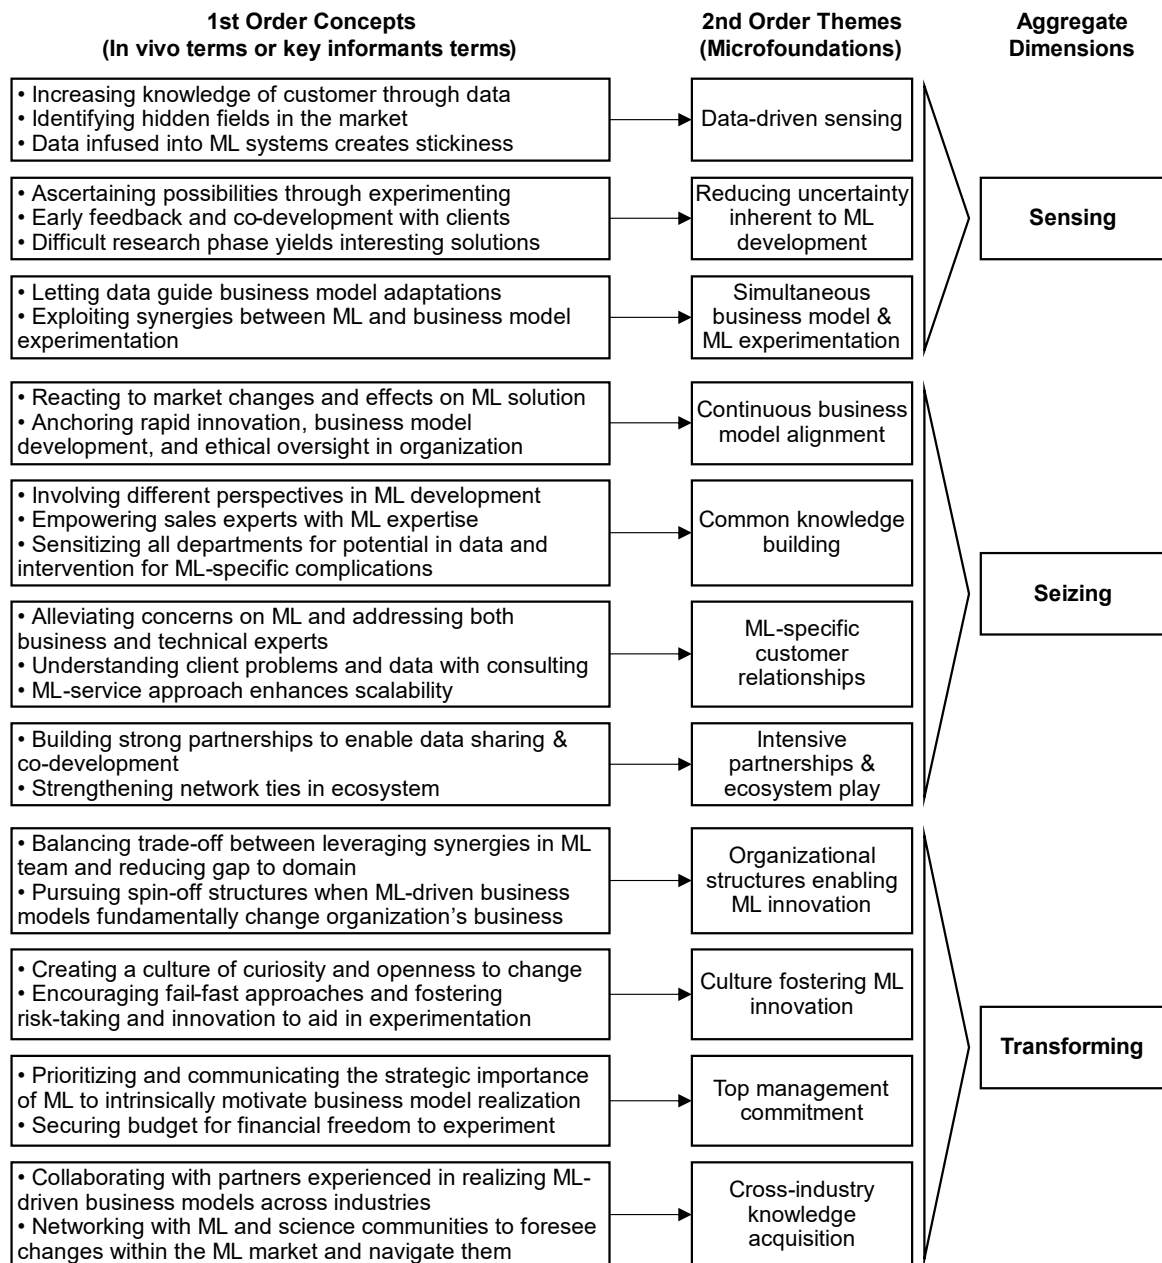 1st Order Concepts
(In vivo terms or key informants terms)
2nd Order Themes
(Microfoundations)
Aggregate
Dimensions
• Increasing knowledge of customer through data
• Identifying hidden fields in the market
• Data infused into ML systems creates stickiness
Data-driven sensing
• Ascertaining possibilities through experimenting
• Early feedback and co-development with clients
• Difficult research phase yields interesting solutions
Reducing uncertainty
inherent to ML
development
Sensing
• Letting data guide business model adaptations
• Exploiting synergies between ML and business model
experimentation
Simultaneous
business model &
ML experimentation
• Reacting to market changes and effects on ML solution
• Anchoring rapid innovation, business model
development, and ethical oversight in organization
Continuous business
model alignment
• Involving different perspectives in ML development
• Empowering sales experts with ML expertise
• Sensitizing all departments for potential in data and
intervention for ML-specific complications
Common knowledge
building
Seizing
• Alleviating concerns on ML and addressing both
business and technical experts
• Understanding client problems and data with consulting
• ML-service approach enhances scalability
ML-specific
customer
relationships
• Building strong partnerships to enable data sharing &
co-development
• Strengthening network ties in ecosystem
Intensive
partnerships &
ecosystem play
• Balancing trade-off between leveraging synergies in ML
team and reducing gap to domain
• Pursuing spin-off structures when ML-driven business
models fundamentally change organization's business
Organizational
structures enabling
ML innovation
• Creating a culture of curiosity and openness to change
• Encouraging fail-fast approaches and fostering
risk-taking and innovation to aid in experimentation
Culture fostering ML
innovation
Transforming
• Prioritizing and communicating the strategic importance
of ML to intrinsically motivate business model realization
• Securing budget for financial freedom to experiment
Top management
commitment
• Collaborating with partners experienced in realizing ML-
driven business models across industries
• Networking with ML and science communities to foresee
changes within the ML market and navigate them
Cross-industry
knowledge
acquisition